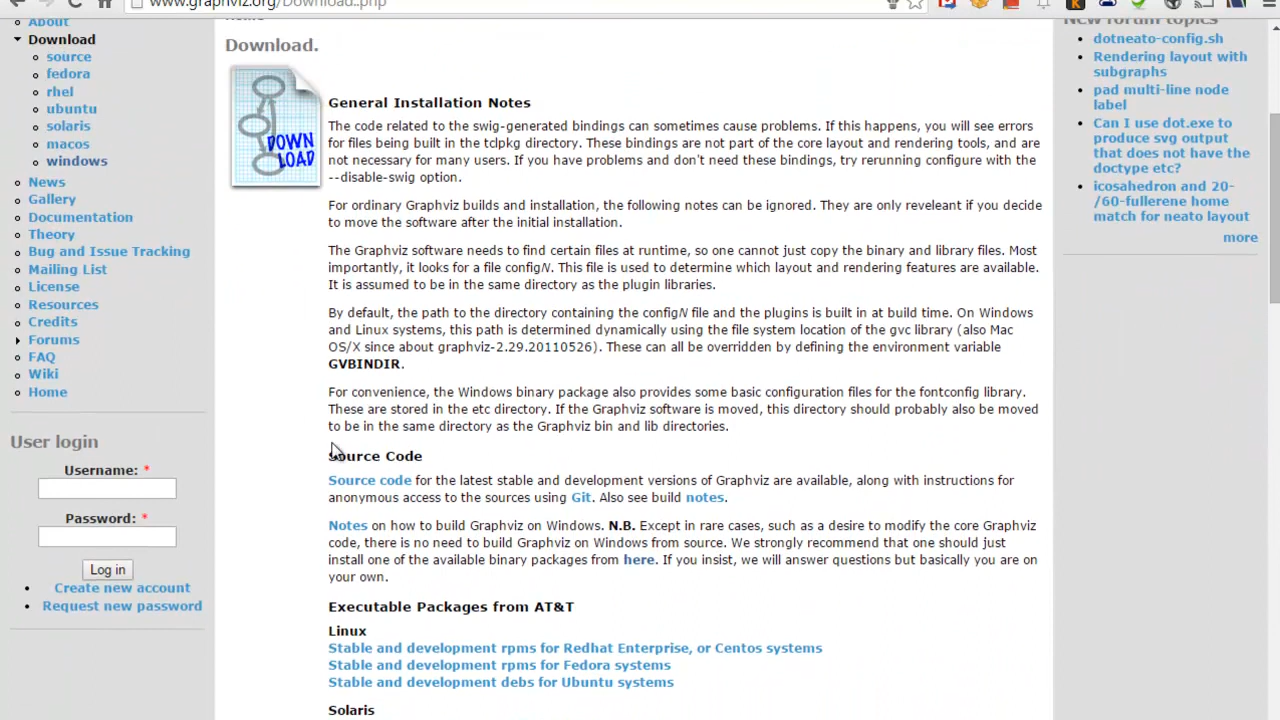 www.graphviz.org/Download..php
About
Download
source
fedora
rhel
ubuntu
solaris
macos
windows
News
Gallery
Documentation
Theory
Bug and Issue Tracking
Mailing List
License
Resources
Credits
Forums
FAQ
Wiki
Home
User login
Username: *
Password: *
Log in
Create new account
Request new password
Home
Download.
DOWN
LOAD
General Installation Notes
The code related to the swig-generated bindings can sometimes cause problems. If this happens, you will see errors
for files being built in the tclpkg directory. These bindings are not part of the core layout and rendering tools, and are
not necessary for many users. If you have problems and don't need these bindings, try rerunning configure with the
--disable-swig option.
For ordinary Graphviz builds and installation, the following notes can be ignored. They are only reveleant if you decide
to move the software after the initial installation.
The Graphviz software needs to find certain files at runtime, so one cannot just copy the binary and library files. Most
importantly, it looks for a file configN. This file is used to determine which layout and rendering features are available.
It is assumed to be in the same directory as the plugin libraries.
By default, the path to the directory containing the configN file and the plugins is built in at build time. On Windows
and Linux systems, this path is determined dynamically using the file system location of the gvc library (also Mac
OS/X since about graphviz-2.29.20110526). These can all be overridden by defining the environment variable
GVBINDIR.
For convenience, the Windows binary package also provides some basic configuration files for the fontconfig library.
These are stored in the etc directory. If the Graphviz software is moved, this directory should probably also be moved
to be in the same directory as the Graphviz bin and lib directories.
Source Code
Source code for the latest stable and development versions of Graphviz are available, along with instructions for
anonymous access to the sources using Git. Also see build notes.
Notes on how to build Graphviz on Windows. N.B. Except in rare cases, such as a desire to modify the core Graphviz
code, there is no need to build Graphviz on Windows from source. We strongly recommend that one should just
install one of the available binary packages from here. If you insist, we will answer questions but basically you are on
your own.
Executable Packages from AT&T
Linux
Stable and development rpms for Redhat Enterprise, or Centos systems
Stable and development rpms for Fedora systems
Stable and development debs for Ubuntu systems
Solaris
New forum topics
dotneato-config.sh
Rendering layout with
subgraphs
pad multi-line node
label
Can I use dot.exe to
produce svg output
that does not have the
doctype etc?
icosahedron and 20-
/60-fullerene home
match for neato layout
more